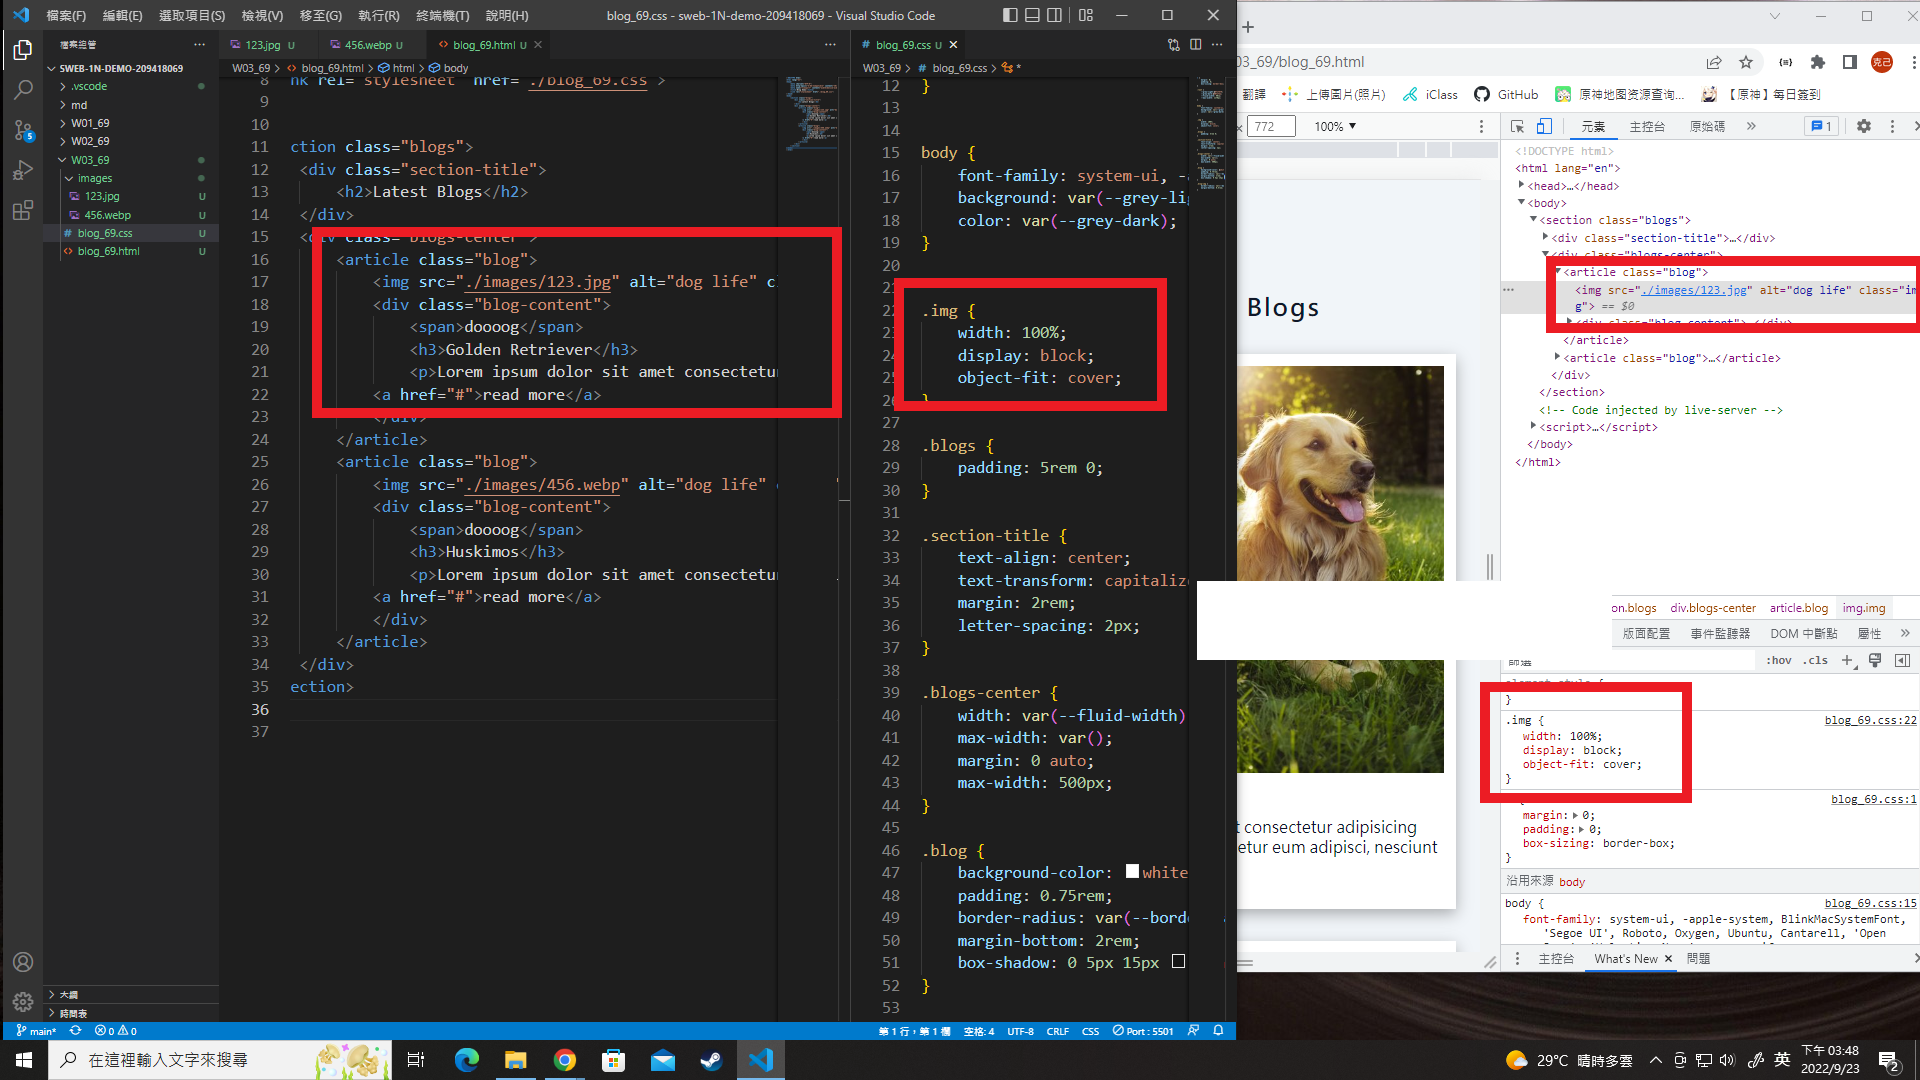 檔案(F) 編輯(E) 選取項目(S) 檢視(V) 移至(G) 執行(R) 終端機(T) 說明(H)
blog_69.css - sweb-1N-demo-209418069 - Visual Studio Code
檔案總管
SWEB-1N-DEMO-209418069
.vscode
md
W01_69
W02_69
W03_69
images
123.jpg U
456.webp U
blog_69.css U
blog_69.html U
大綱
時間表
123.jpg U 456.webp U blog_69.html U
W03_69 > blog_69.html > html > body
8 nk rel="stylesheet" href="./blog_69.css">
9
10
11 ction class="blogs">
12 <div class="section-title">
13 <h2>Latest Blogs</h2>
14 </div>
15 <div class="blogs-center">
16 <article class="blog">
17 <img src="./images/123.jpg" alt="dog life" c
18 <div class="blog-content">
19 <span>doooog</span>
20 <h3>Golden Retriever</h3>
21 <p>Lorem ipsum dolor sit amet consectetur
22 <a href="#">read more</a>
23 </div>
24 </article>
25 <article class="blog">
26 <img src="./images/456.webp" alt="dog life"
27 <div class="blog-content">
28 <span>doooog</span>
29 <h3>Huskimos</h3>
30 <p>Lorem ipsum dolor sit amet consectetur
31 <a href="#">read more</a>
32 </div>
33 </article>
34 </div>
35 ection>
36
37
blog_69.css U
W03_69 > blog_69.css > *
12 }
13
14
15 body {
16 font-family: system-ui, -
17 background: var(--grey-lig
18 color: var(--grey-dark);
19 }
20
21
22 .img {
23 width: 100%;
24 display: block;
25 object-fit: cover;
26 }
27
28 .blogs {
29 padding: 5rem 0;
30 }
31
32 .section-title {
33 text-align: center;
34 text-transform: capitalize
35 margin: 2rem;
36 letter-spacing: 2px;
37 }
38
39 .blogs-center {
40 width: var(--fluid-width)
41 max-width: var();
42 margin: 0 auto;
43 max-width: 500px;
44 }
45
46 .blog {
47 background-color: white
48 padding: 0.75rem;
49 border-radius: var(--borde
50 margin-bottom: 2rem;
51 box-shadow: 0 5px 15px
52 }
53
main* 0 0
第 1 行，第 1 欄 空格: 4 UTF-8 CRLF CSS Port : 5501
03_69/blog_69.html
克己
翻譯 上傳圖片(照片) iClass GitHub 原神地图资源查询... 【原神】每日簽到
772 100%
Blogs
t consectetur adipisicing
etur eum adipisci, nesciunt
元素 主控台 原始碼 1
<!DOCTYPE html>
<html lang="en">
<head>…</head>
<body>
<section class="blogs">
<div class="section-title">…</div>
<div class="blogs-center">
<article class="blog">
<img src="./images/123.jpg" alt="dog life" class="im
g"> == $0
<div class="blog-content">…</div>
</article>
<article class="blog">…</article>
</div>
</section>
<!-- Code injected by live-server -->
<script>…</script>
</body>
</html>
on.blogs div.blogs-center article.blog img.img
版面配置 事件監聽器 DOM 中斷點 屬性
篩選 :hov .cls
element.style {
}
.img { blog_69.css:22
width: 100%;
display: block;
object-fit: cover;
}
blog_69.css:1
margin: 0;
padding: 0;
box-sizing: border-box;
}
沿用來源 body
body { blog_69.css:15
font-family: system-ui, -apple-system, BlinkMacSystemFont,
'Segoe UI', Roboto, Oxygen, Ubuntu, Cantarell, 'Open
主控台 What's New 問題
在這裡輸入文字來搜尋
29°C 晴時多雲 英 下午 03:48
2022/9/23
2